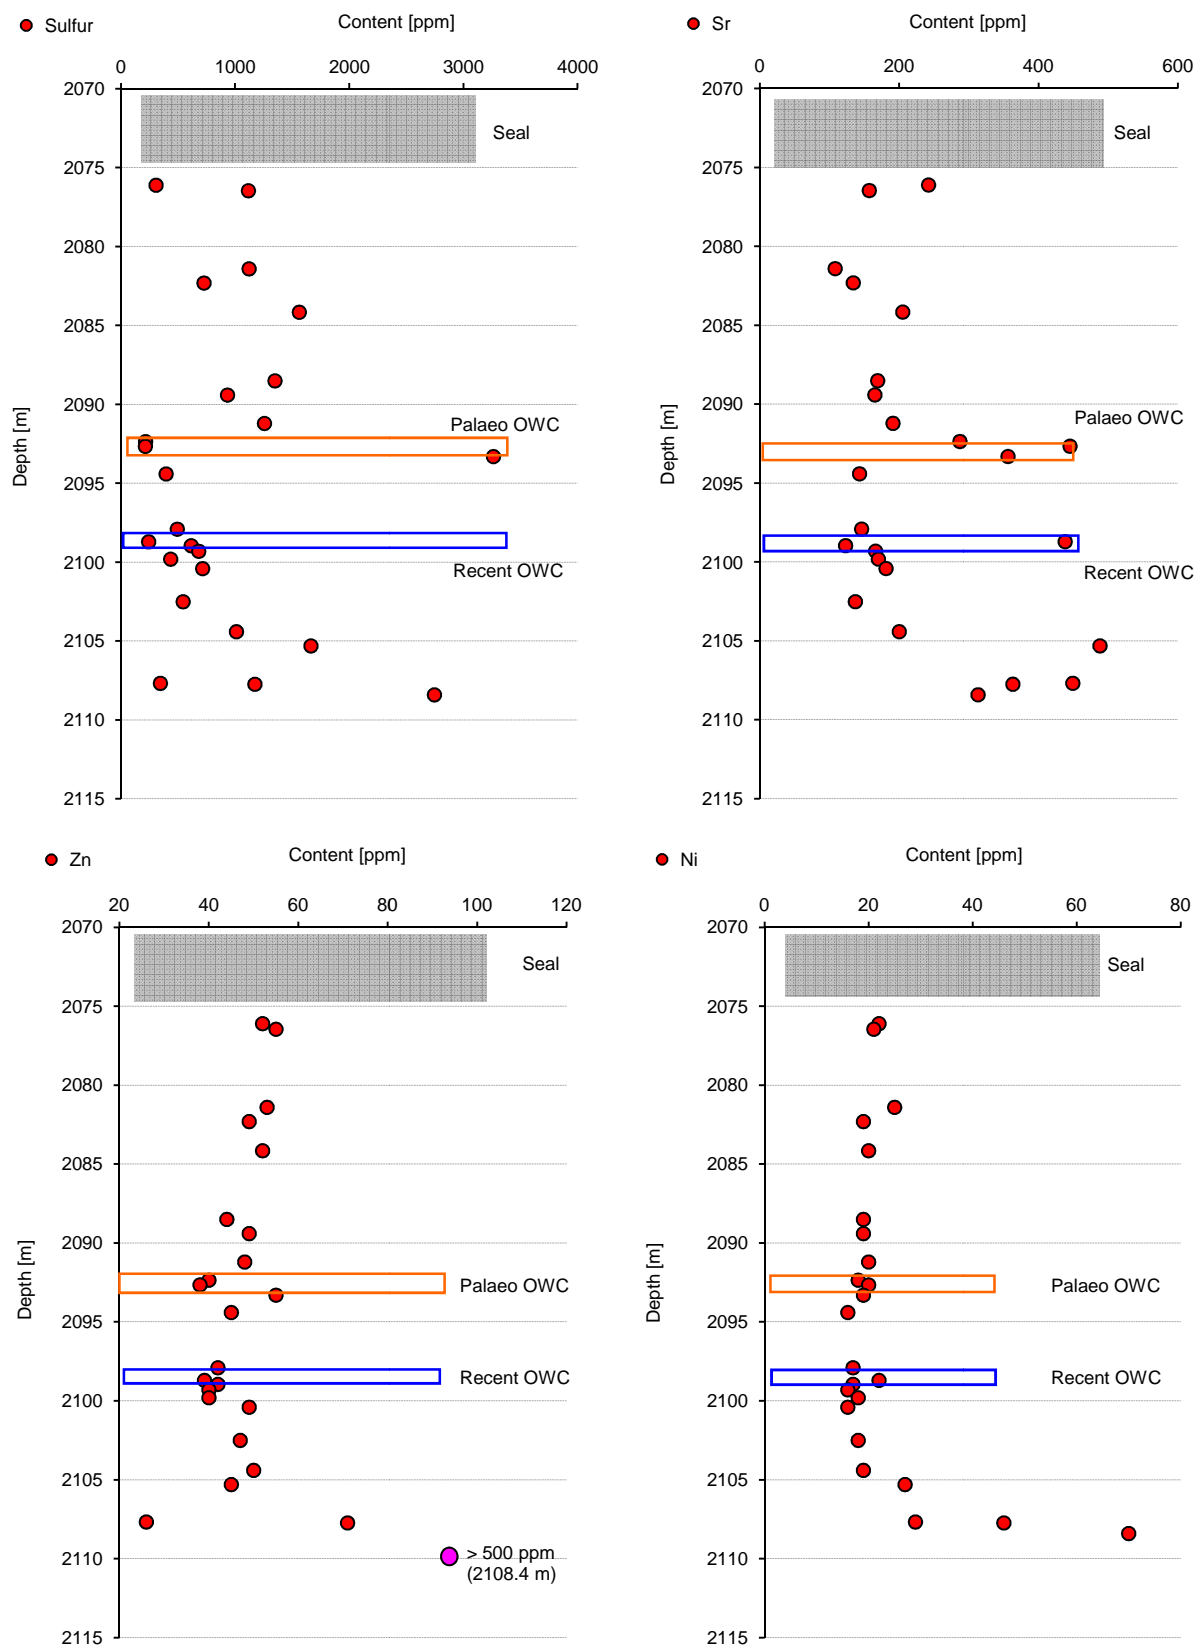 Sulfur
Content [ppm]
0 1000 2000 3000 4000
2070
Seal
2075
2080
2085
2090
Palaeo OWC
2095
2100
Recent OWC
2105
2110
2115
Depth [m]
Sr
Content [ppm]
0 200 400 600
2070
Seal
2075
2080
2085
2090
Palaeo OWC
2095
2100
Recent OWC
2105
2110
2115
Depth [m]
Zn
Content [ppm]
20 40 60 80 100 120
2070
Seal
2075
2080
2085
2090
Palaeo OWC
2095
Recent OWC
2100
2105
2110
> 500 ppm
(2108.4 m)
2115
Depth [m]
Ni
Content [ppm]
0 20 40 60 80
2070
Seal
2075
2080
2085
2090
Palaeo OWC
2095
Recent OWC
2100
2105
2110
2115
Depth [m]